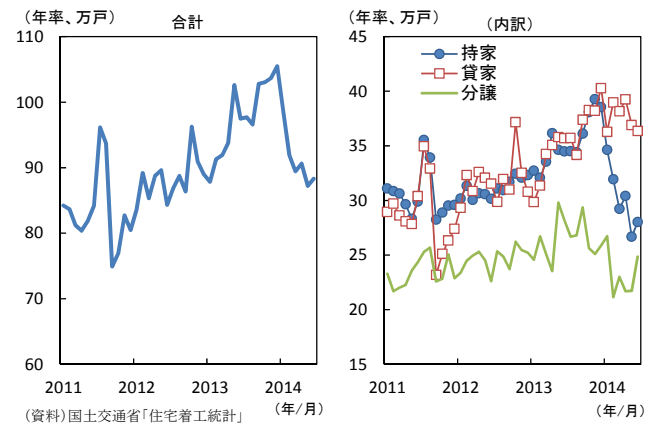 （年率、万戸）
合計
110
100
90
80
70
60
2011
2012
2013
2014
（年/月）
（年率、万戸）
（内訳）
持家
貸家
分譲
45
40
35
30
25
20
15
2011
2012
2013
2014
（年/月）
（資料）国土交通省「住宅着工統計」